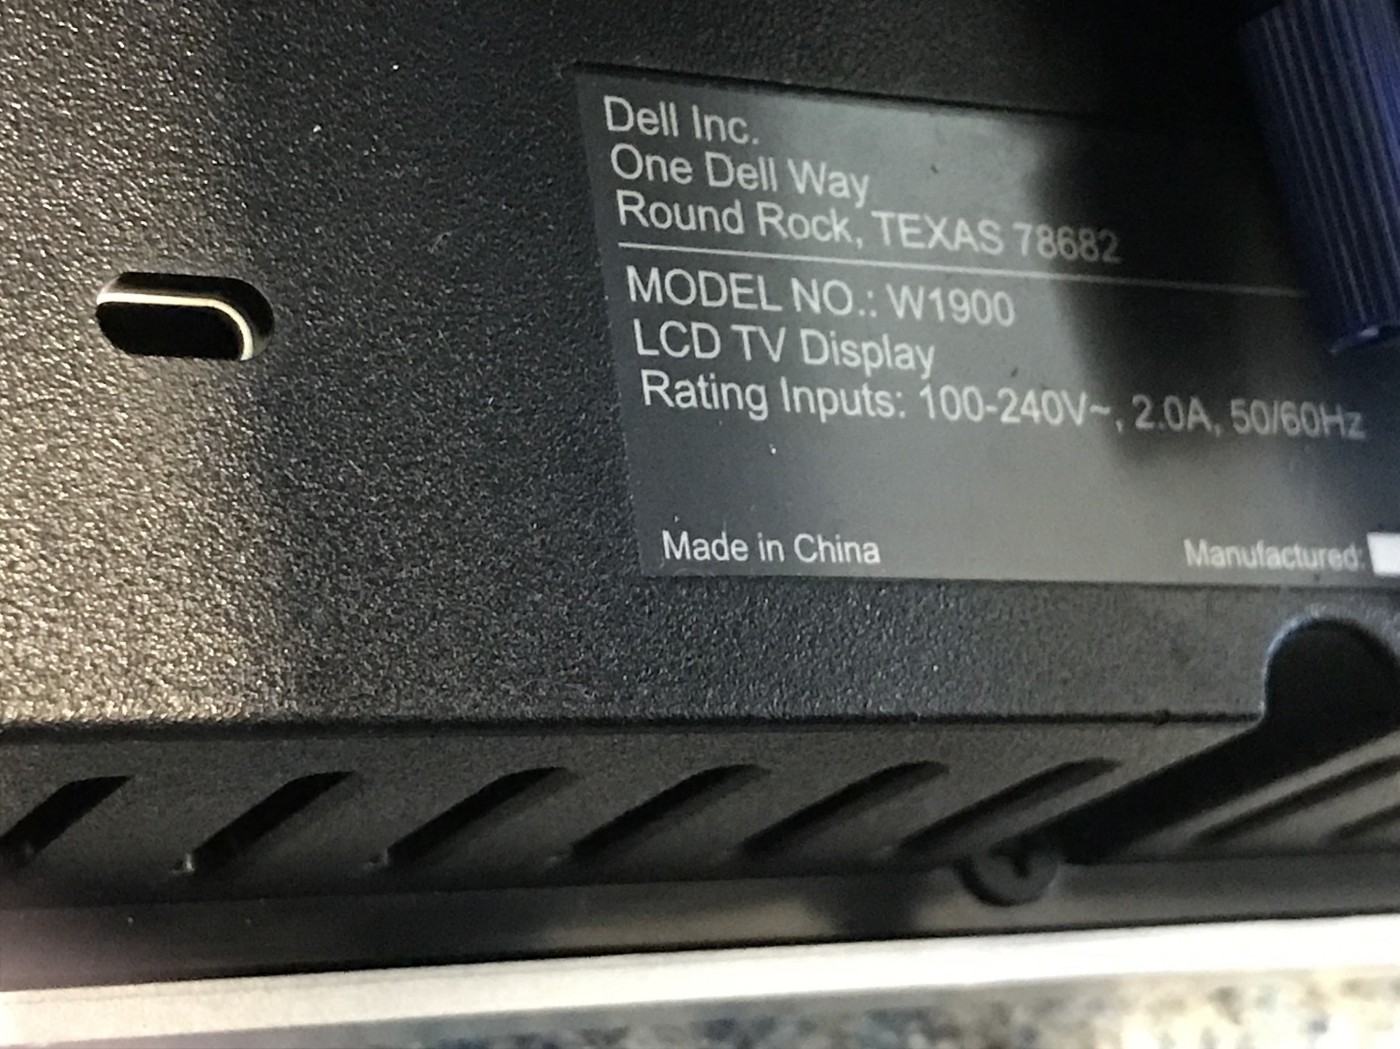 Dell Inc.
One Dell Way
Round Rock, TEXAS 78682
MODEL NO.: W1900
LCD TV Display
Rating Inputs: 100-240V~, 2.0A, 50/60Hz
Made in China
Manufactured: